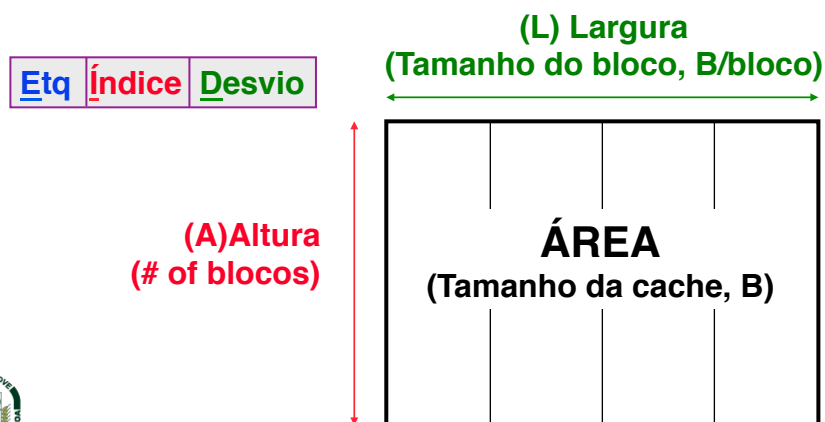 (L) Largura
(Tamanho do bloco, B/bloco)
Etq Índice Desvio
(A)Altura
(# of blocos)
ÁREA
(Tamanho da cache, B)